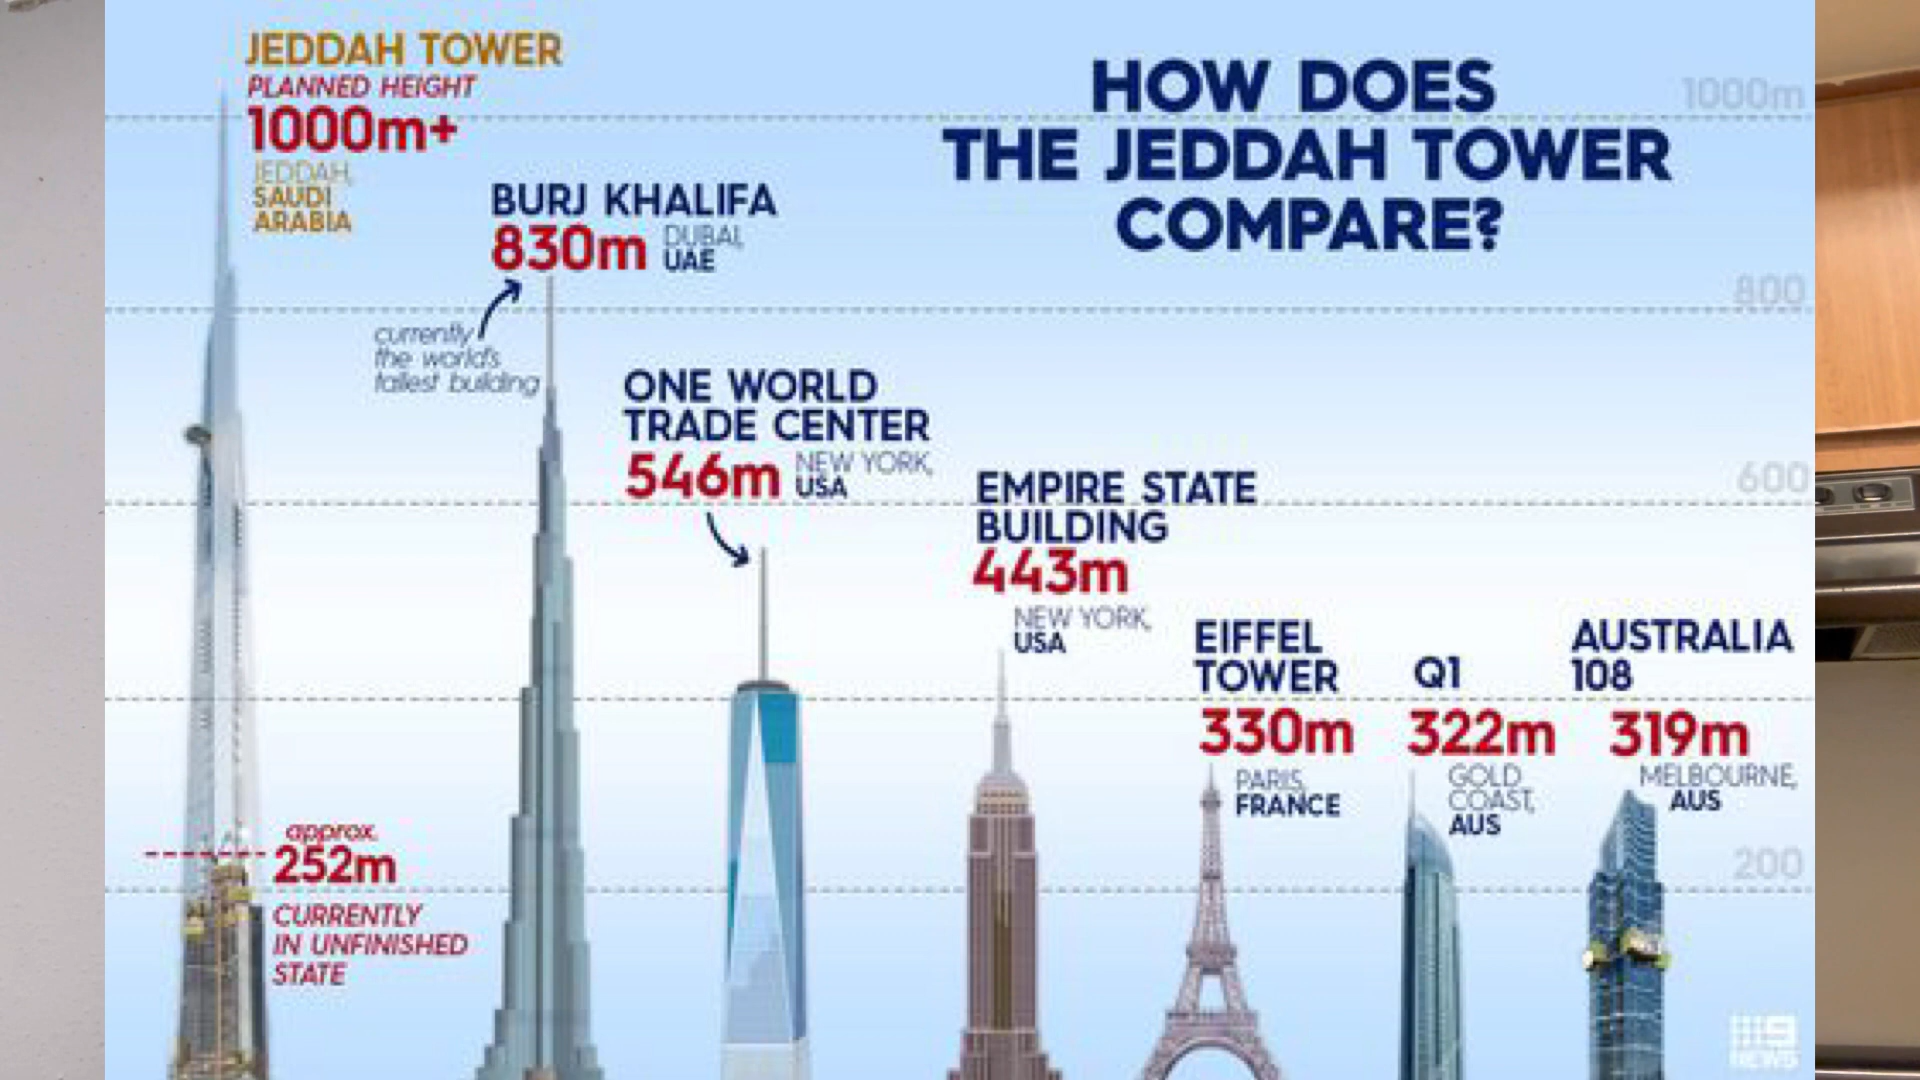 HOW DOES
THE JEDDAH TOWER
COMPARE?
JEDDAH TOWER
PLANNED HEIGHT
1000m+
JEDDAH,
SAUDI
ARABIA
BURJ KHALIFA
830m
DUBAI,
UAE
currently
the world's
tallest building
ONE WORLD
TRADE CENTER
546m
NEW YORK,
USA
EMPIRE STATE
BUILDING
443m
NEW YORK,
USA
EIFFEL
TOWER
330m
PARIS,
FRANCE
Q1
322m
GOLD
COAST,
AUS
AUSTRALIA
108
319m
MELBOURNE,
AUS
approx.
252m
CURRENTLY
IN UNFINISHED
STATE
1000m
800
600
200
9
NEWS